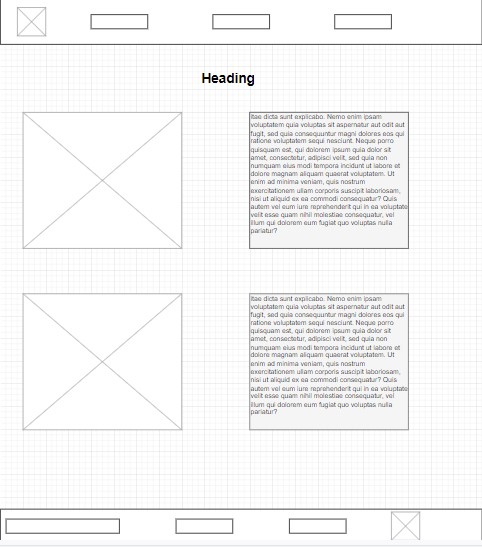 Heading
itae dicta sunt explicabo. Nemo enim ipsam
voluptatem quia voluptas sit aspernatur aut odit aut
fugit, sed quia consequuntur magni dolores eos qui
ratione voluptatem sequi nesciunt. Neque porro
quisquam est, qui dolorem ipsum quia dolor sit
amet, consectetur, adipisci velit, sed quia non
numquam eius modi tempora incidunt ut labore et
dolore magnam aliquam quaerat voluptatem. Ut
enim ad minima veniam, quis nostrum
exercitationem ullam corporis suscipit laboriosam,
nisi ut aliquid ex ea commodi consequatur? Quis
autem vel eum iure reprehenderit qui in ea voluptate
velit esse quam nihil molestiae consequatur, vel
illum qui dolorem eum fugiat quo voluptas nulla
pariatur?
itae dicta sunt explicabo. Nemo enim ipsam
voluptatem quia voluptas sit aspernatur aut odit aut
fugit, sed quia consequuntur magni dolores eos qui
ratione voluptatem sequi nesciunt. Neque porro
quisquam est, qui dolorem ipsum quia dolor sit
amet, consectetur, adipisci velit, sed quia non
numquam eius modi tempora incidunt ut labore et
dolore magnam aliquam quaerat voluptatem. Ut
enim ad minima veniam, quis nostrum
exercitationem ullam corporis suscipit laboriosam,
nisi ut aliquid ex ea commodi consequatur? Quis
autem vel eum iure reprehenderit qui in ea voluptate
velit esse quam nihil molestiae consequatur, vel
illum qui dolorem eum fugiat quo voluptas nulla
pariatur?